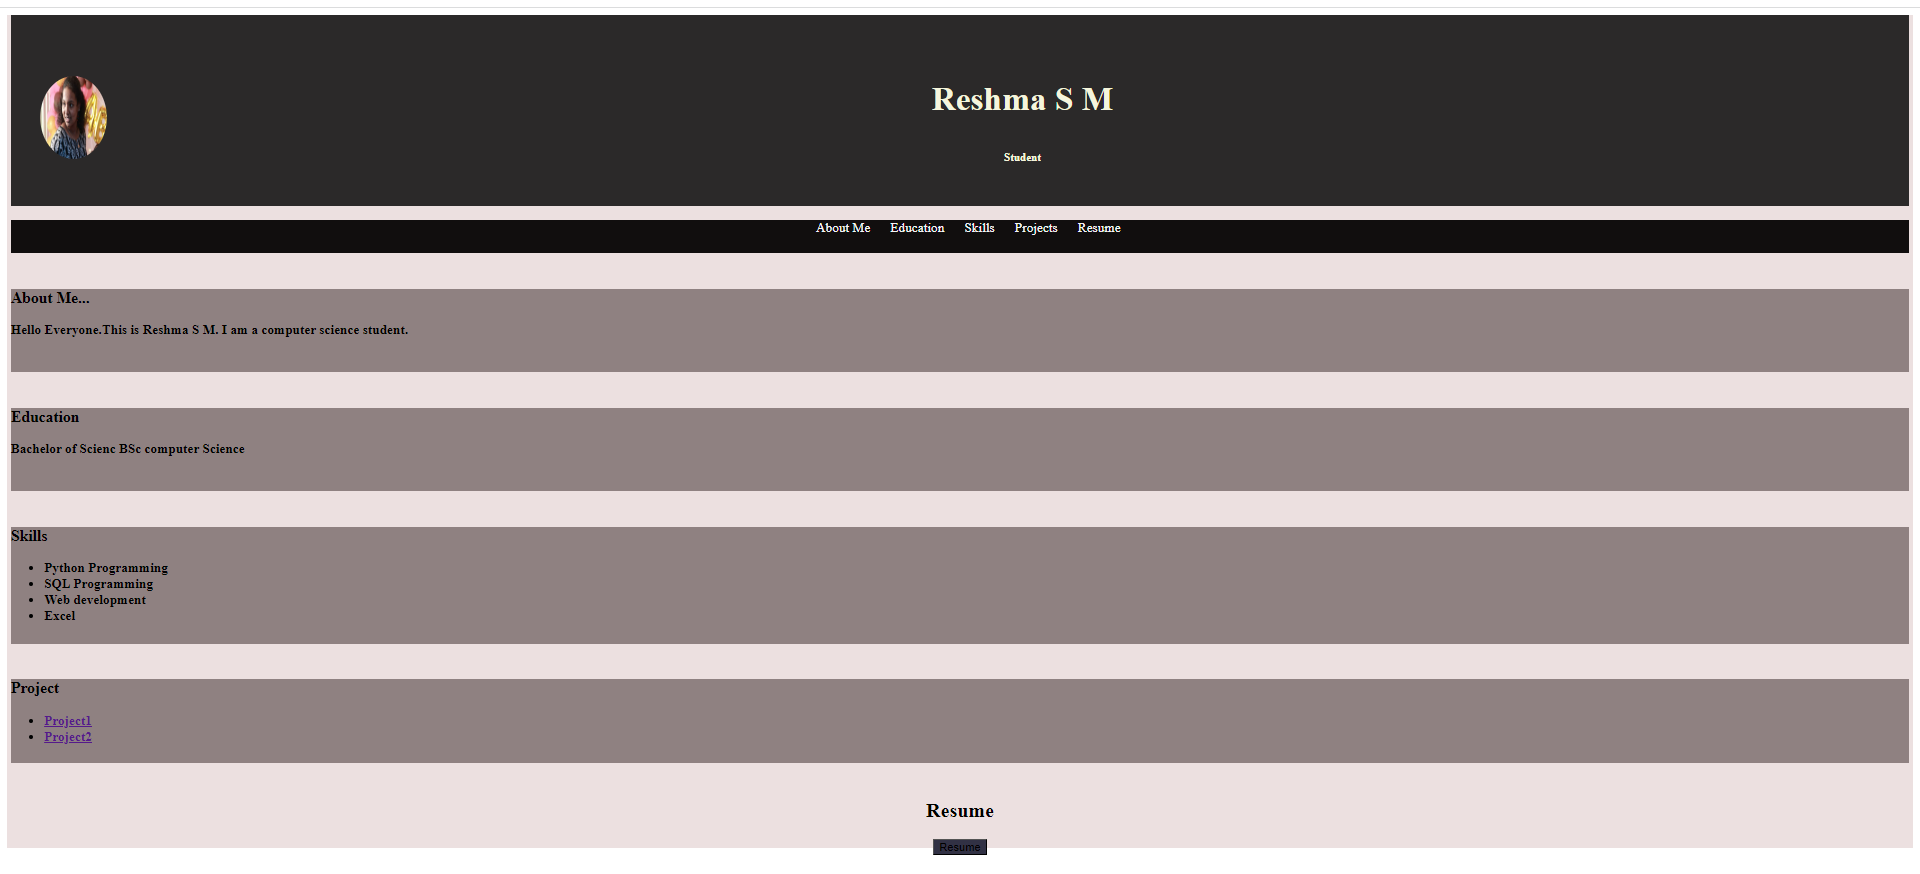 Reshma S M
Student
About Me Education Skills Projects Resume
About Me...
Hello Everyone.This is Reshma S M. I am a computer science student.
Education
Bachelor of Scienc BSc computer Science
Skills
• Python Programming
• SQL Programming
• Web development
• Excel
Project
• Project1
• Project2
Resume
Resume